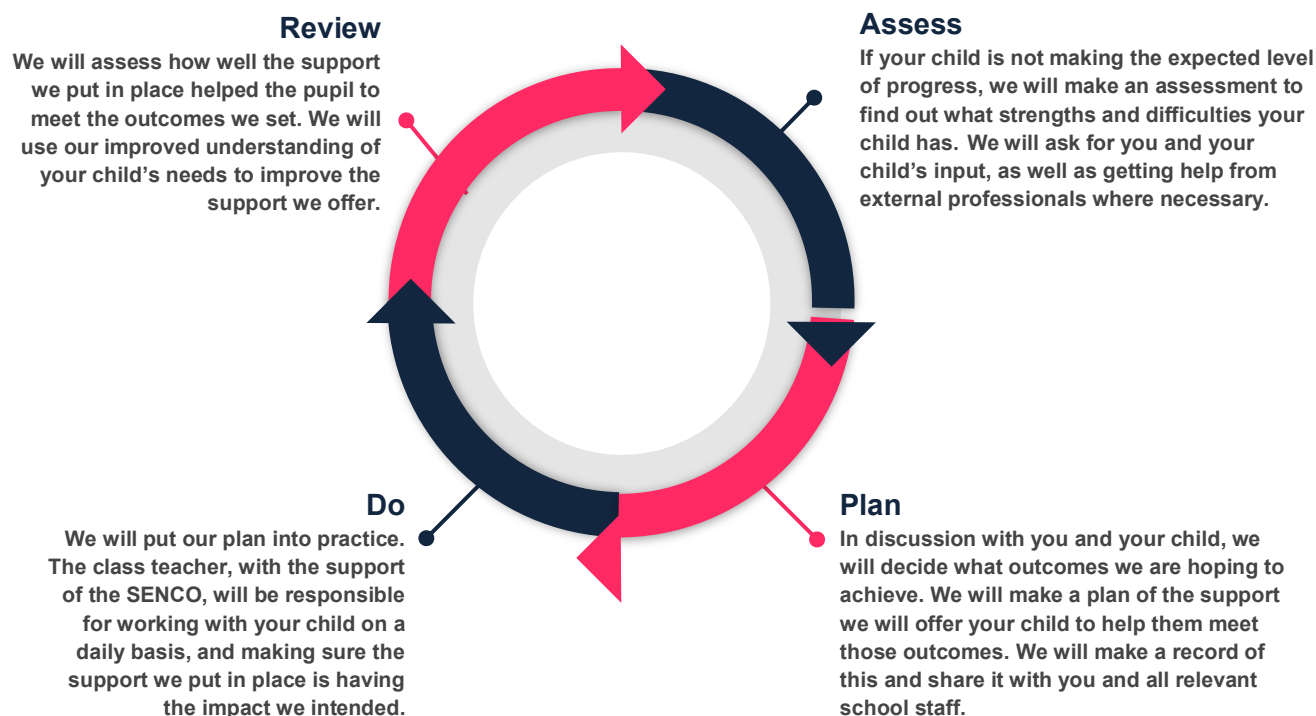 Review
We will assess how well the support
we put in place helped the pupil to
meet the outcomes we set. We will
use our improved understanding of
your child’s needs to improve the
support we offer.
Assess
If your child is not making the expected level
of progress, we will make an assessment to
find out what strengths and difficulties your
child has. We will ask for you and your
child’s input, as well as getting help from
external professionals where necessary.
Do
We will put our plan into practice.
The class teacher, with the support
of the SENCO, will be responsible
for working with your child on a
daily basis, and making sure the
support we put in place is having
the impact we intended.
Plan
In discussion with you and your child, we
will decide what outcomes we are hoping to
achieve. We will make a plan of the support
we will offer your child to help them meet
those outcomes. We will make a record of
this and share it with you and all relevant
school staff.